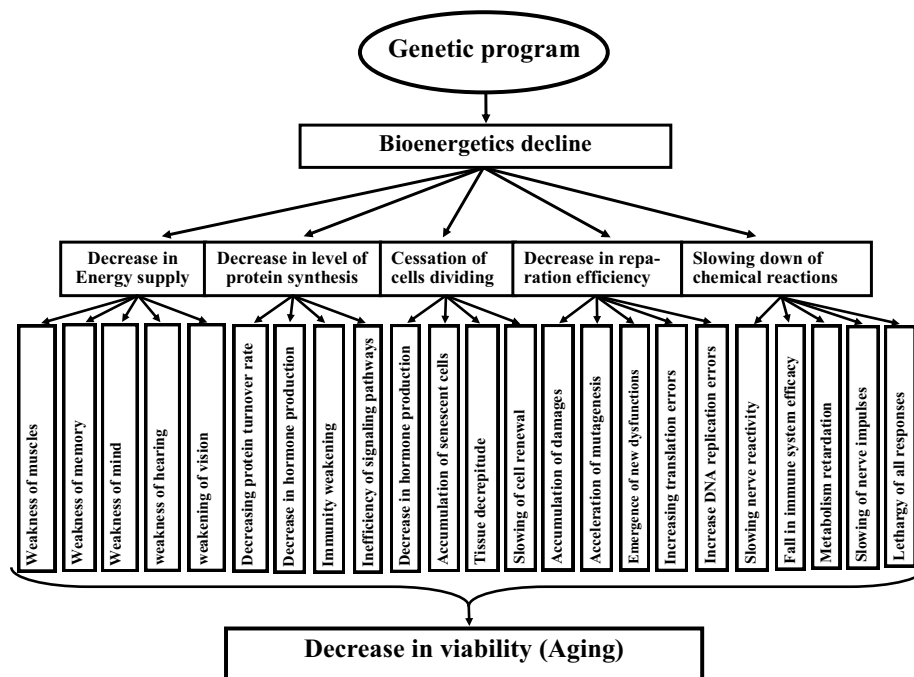 Genetic program
Bioenergetics decline
Decrease in
Energy supply
Decrease in level of
protein synthesis
Cessation of
cells dividing
Decrease in repa-
ration efficiency
Slowing down of
chemical reactions
Weakness of muscles
Weakness of memory
Weakness of mind
weakness of hearing
weakening of vision
Decreasing protein turnover rate
Decrease in hormone production
Immunity weakening
Inefficiency of signaling pathways
Decrease in hormone production
Accumulation of senescent cells
Tissue decrepitude
Slowing of cell renewal
Accumulation of damages
Acceleration of mutagenesis
Emergence of new dysfunctions
Increasing translation errors
Increase DNA replication errors
Slowing nerve reactivity
Fall in immune system efficacy
Metabolism retardation
Slowing of nerve impulses
Lethargy of all responses
Decrease in viability (Aging)